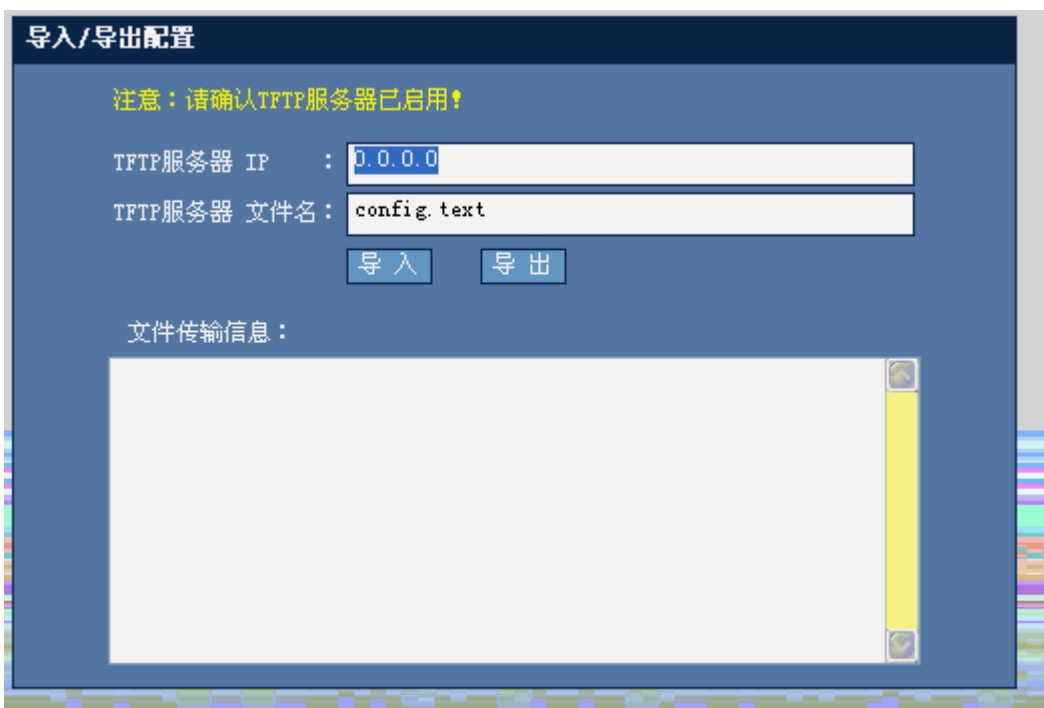 导入/导出配置
注意：请确认TFTP服务器已启用！
TFTP服务器 IP ： 0.0.0.0
TFTP服务器 文件名： config.text
导 入 导 出
文件传输信息：